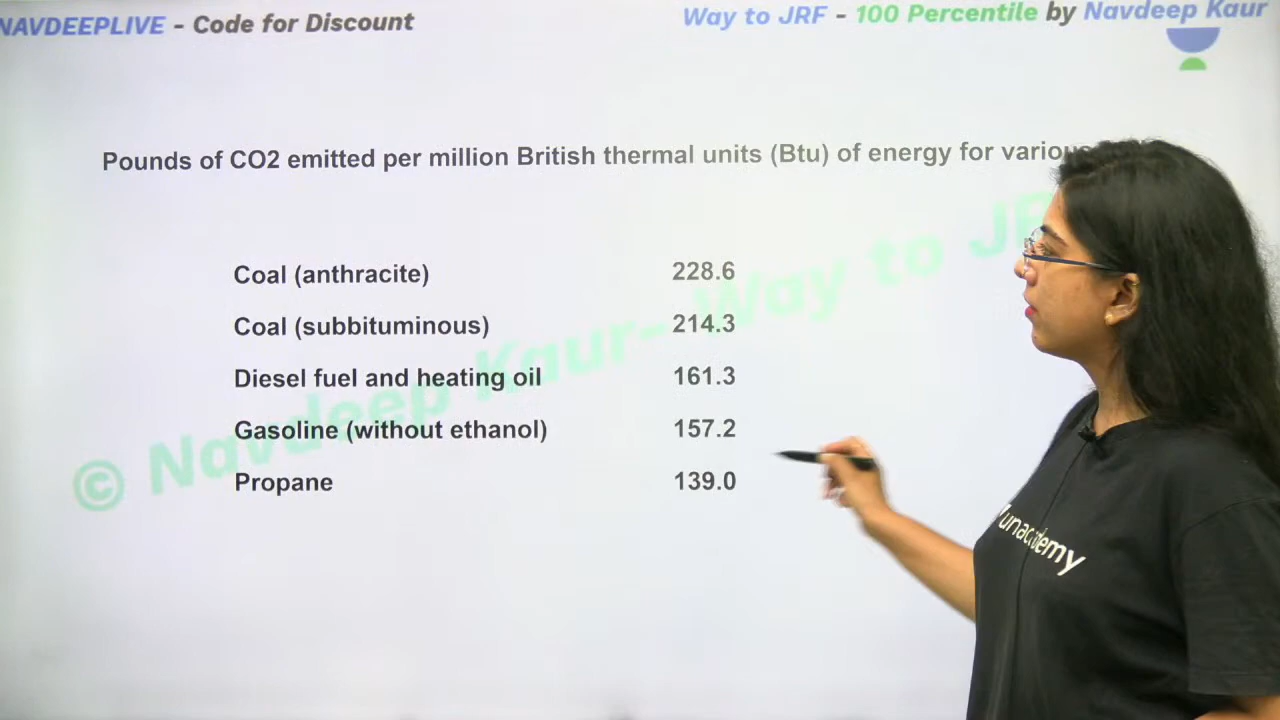 NAVDEEPLIVE - Code for Discount
Way to JRF - 100 Percentile by Navdeep Kaur
Pounds of CO2 emitted per million British thermal units (Btu) of energy for various
Coal (anthracite) 228.6
Coal (subbituminous) 214.3
Diesel fuel and heating oil 161.3
Gasoline (without ethanol) 157.2
Propane 139.0
© Navdeep Kaur- Way to JRF
unacademy